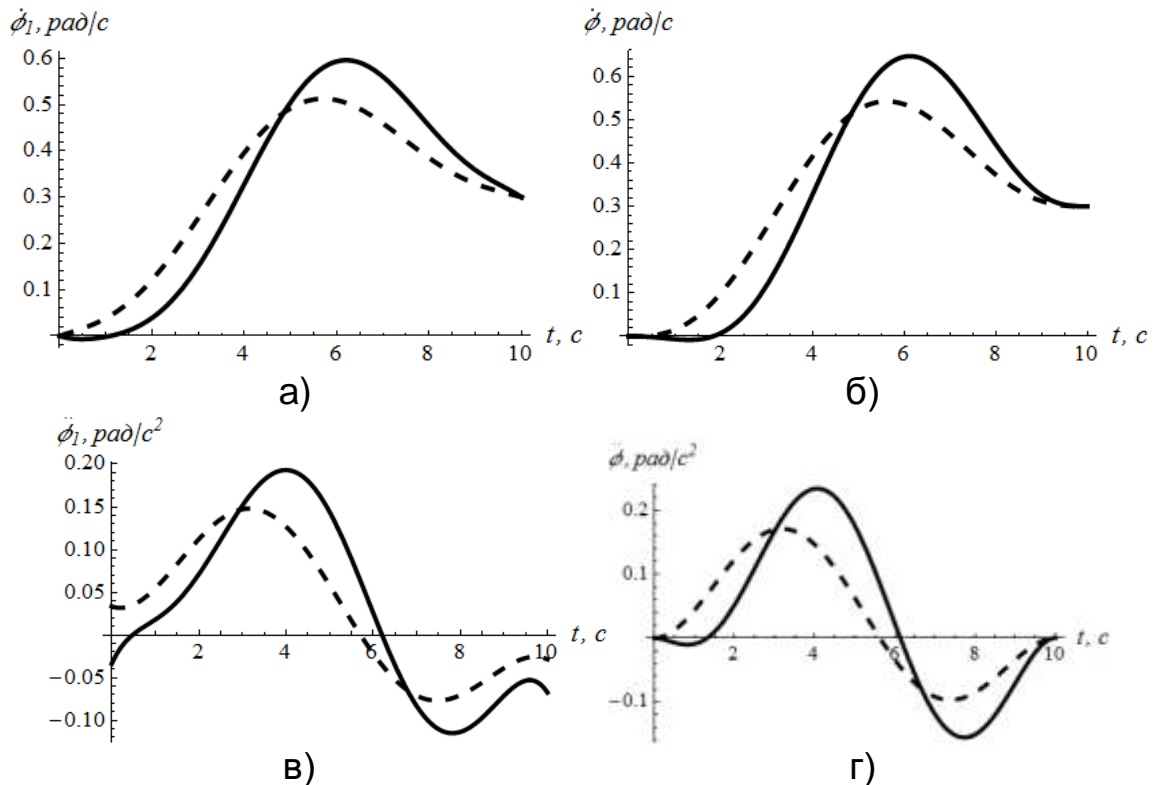 ϕ̇₁, рад/с
0.6
0.5
0.4
0.3
0.2
0.1
2 4 6 8 10 t, с
а)
ϕ̇, рад/с
0.6
0.5
0.4
0.3
0.2
0.1
2 4 6 8 10 t, с
б)
ϕ̈₁, рад/с²
0.20
0.15
0.10
0.05
−0.05
−0.10
2 4 6 8 10 t, с
в)
ϕ̈, рад/с²
0.2
0.1
−0.1
2 4 6 8 10 t, с
г)